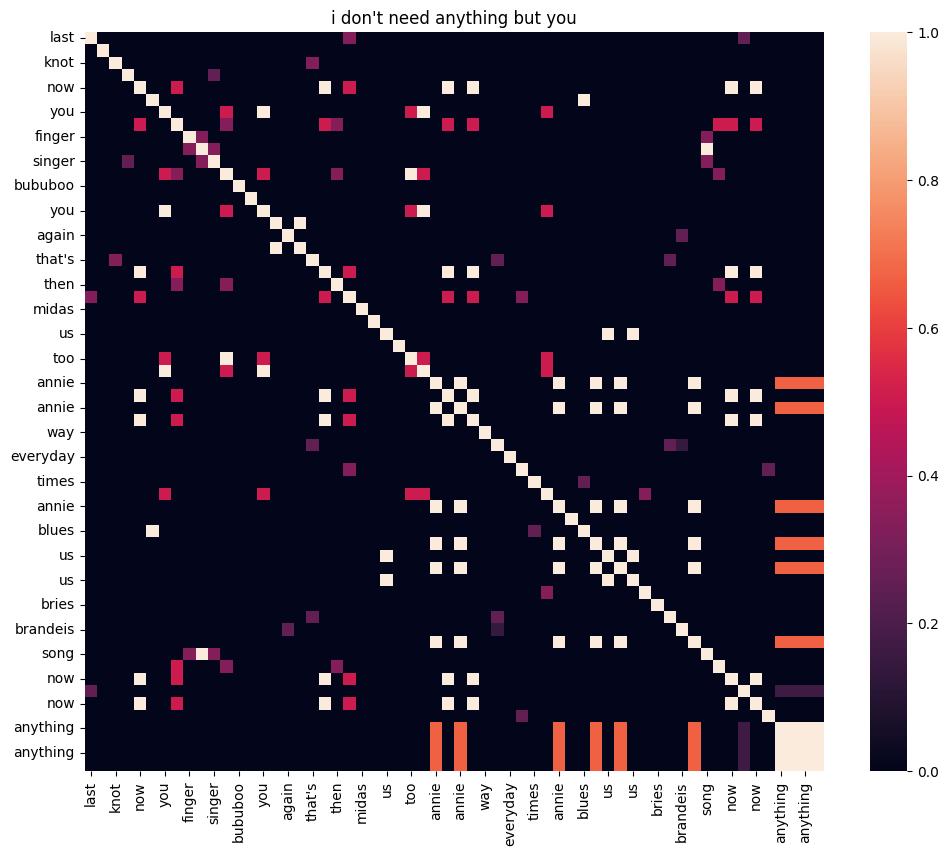 i don't need anything but you
last
knot
now
you
finger
singer
bububoo
you
again
that's
then
midas
us
too
annie
annie
way
everyday
times
annie
blues
us
us
bries
brandeis
song
now
now
anything
anything
1.0
0.8
0.6
0.4
0.2
0.0
last
knot
now
you
finger
singer
bububoo
you
again
that's
then
midas
us
too
annie
annie
way
everyday
times
annie
blues
us
us
bries
brandeis
song
now
now
anything
anything